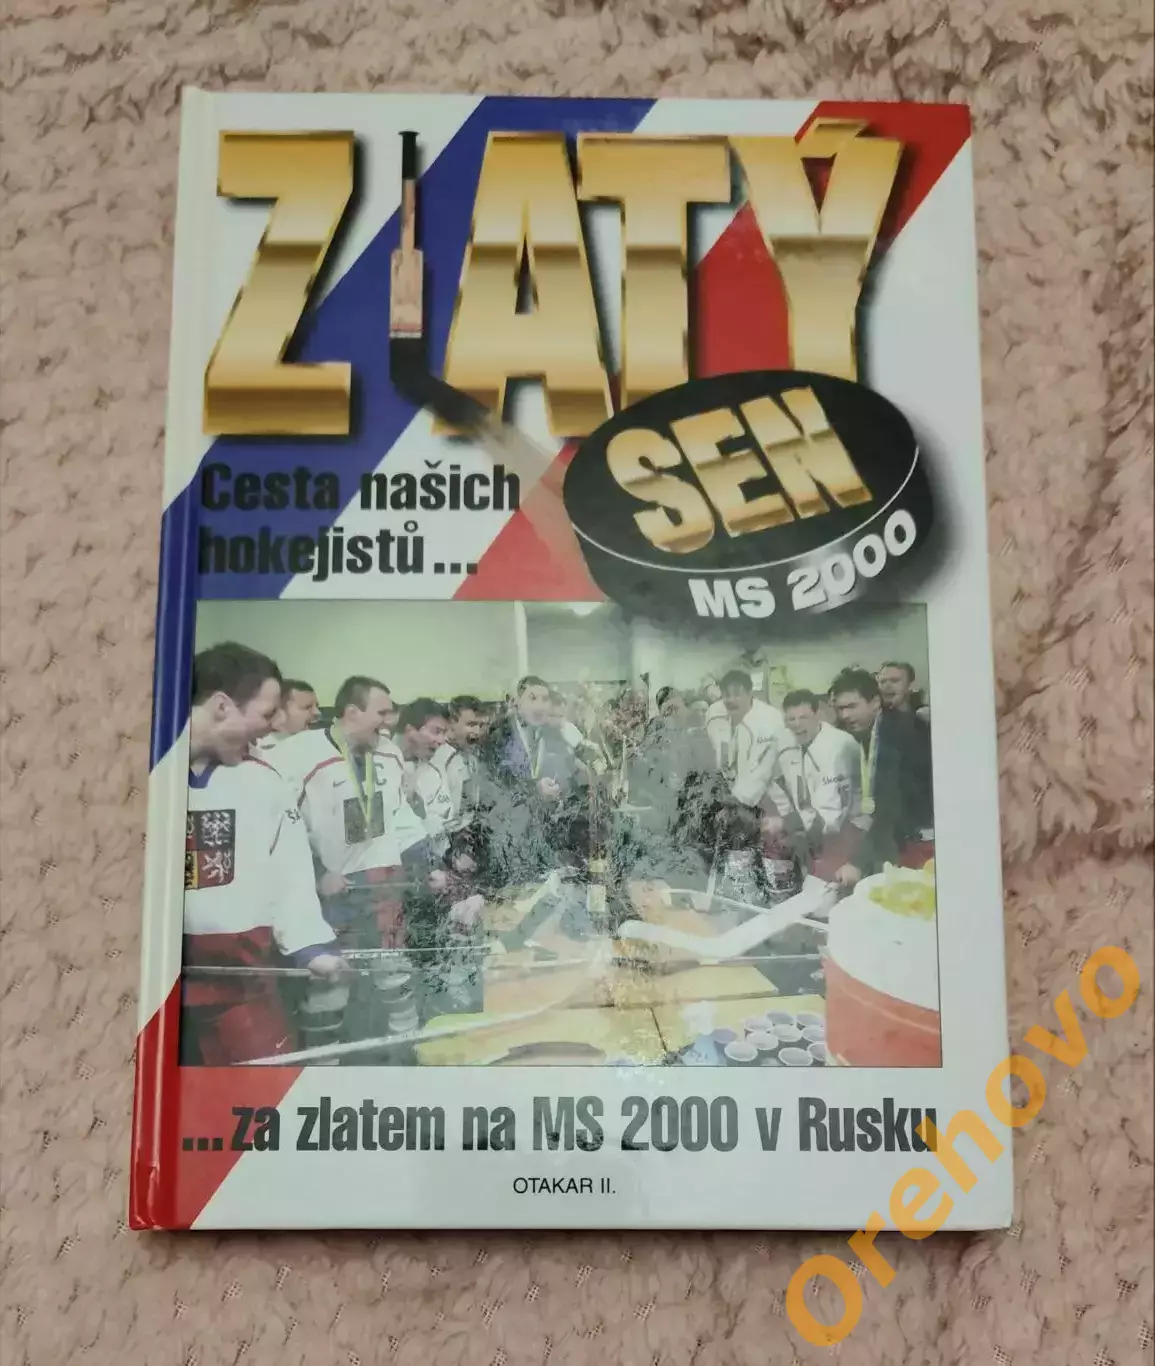 ZLATÝ
SEN
MS 2000
Cesta našich
hokejistů...
...za zlatem na MS 2000 v Rusku
OTAKAR II.
Orehovo